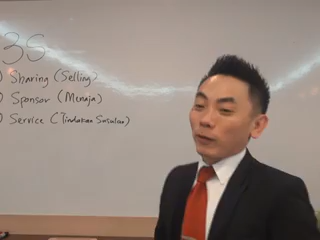 3S
) Sharing (Selling)
) Sponsor (Menaja)
) Service (Tindakan Susulan)